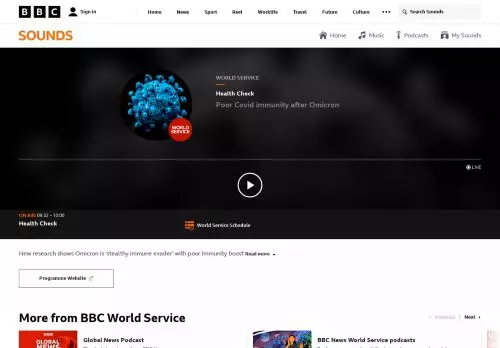 BBC Sign in Home News Sport Reel Worklife Travel Future Culture Search Sounds
SOUNDS Home Music Podcasts My Sounds
WORLD SERVICE
Health Check
Poor Covid immunity after Omicron
WORLD SERVICE
LIVE
ON AIR 09:32 – 10:00
Health Check
World Service Schedule
New research shows Omicron is 'stealthy immune evader' with poor immunity boost Read more
Programme Website
More from BBC World Service
Previous Next
BBC
GLOBAL NEWS
Global News Podcast
BBC News World Service podcasts